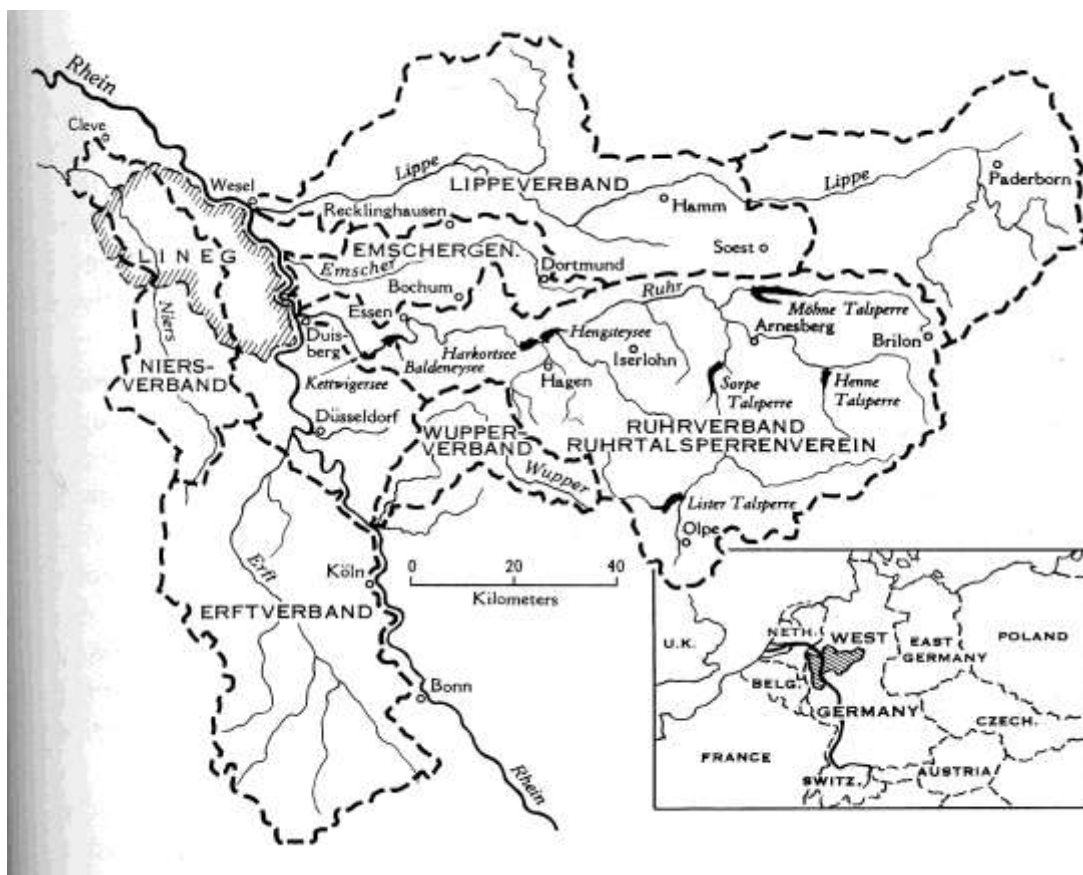 Rhein
Cleve
Wesel
Lippe
LIPPEVERBAND
Lippe
Paderborn
Hamm
Recklinghausen
Soest
LINEG
EMSCHERGEN.
Emscher
Dortmund
Bochum
Ruhr
Möhne Talsperre
Niers
Essen
Arnesberg
Brilon
Duis-
berg
Hengsteysee
Harkortsee
Iserlohn
Baldeneysee
Kettwigersee
Hagen
Sorpe
Talsperre
Henne
Talsperre
NIERS-
VERBAND
Düsseldorf
WUPPER-
VERBAND
RUHRVERBAND
RUHRTALSPERRENVEREIN
Wupper
Lister Talsperre
Olpe
Erft
Köln
0 20 40
Kilometers
ERFTVERBAND
Bonn
Rhein
U.K.
NETH.
WEST
GERMANY
EAST
GERMANY
POLAND
BELG.
CZECH.
FRANCE
SWITZ.
AUSTRIA